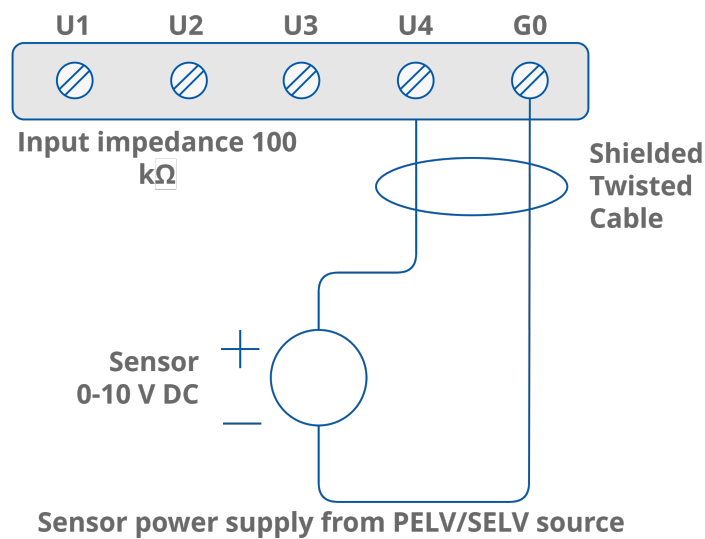 U1 U2 U3 U4 G0
Input impedance 100
kΩ
Shielded
Twisted
Cable
Sensor
0-10 V DC
Sensor power supply from PELV/SELV source